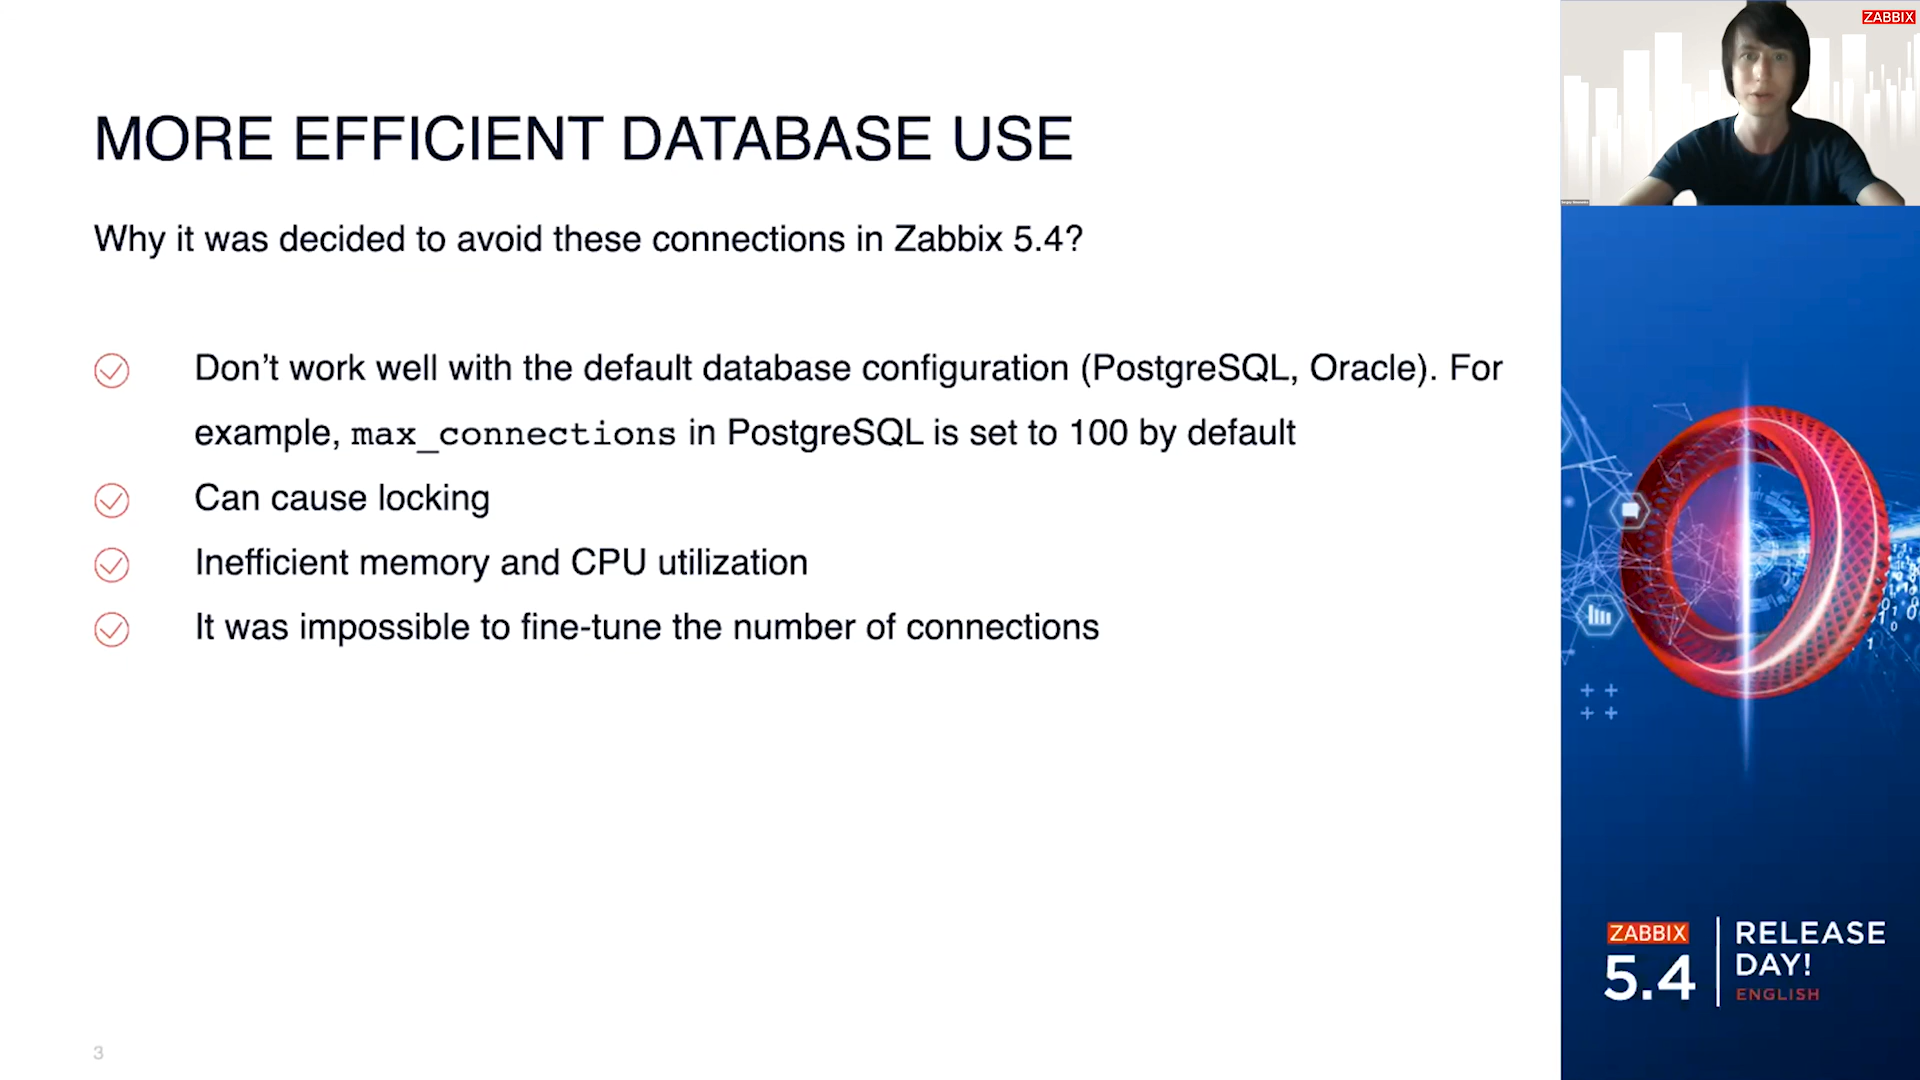 ZABBIX
MORE EFFICIENT DATABASE USE
Why it was decided to avoid these connections in Zabbix 5.4?
Don’t work well with the default database configuration (PostgreSQL, Oracle). For
example, max_connections in PostgreSQL is set to 100 by default
Can cause locking
Inefficient memory and CPU utilization
It was impossible to fine-tune the number of connections
ZABBIX
5.4
RELEASE
DAY!
ENGLISH
3